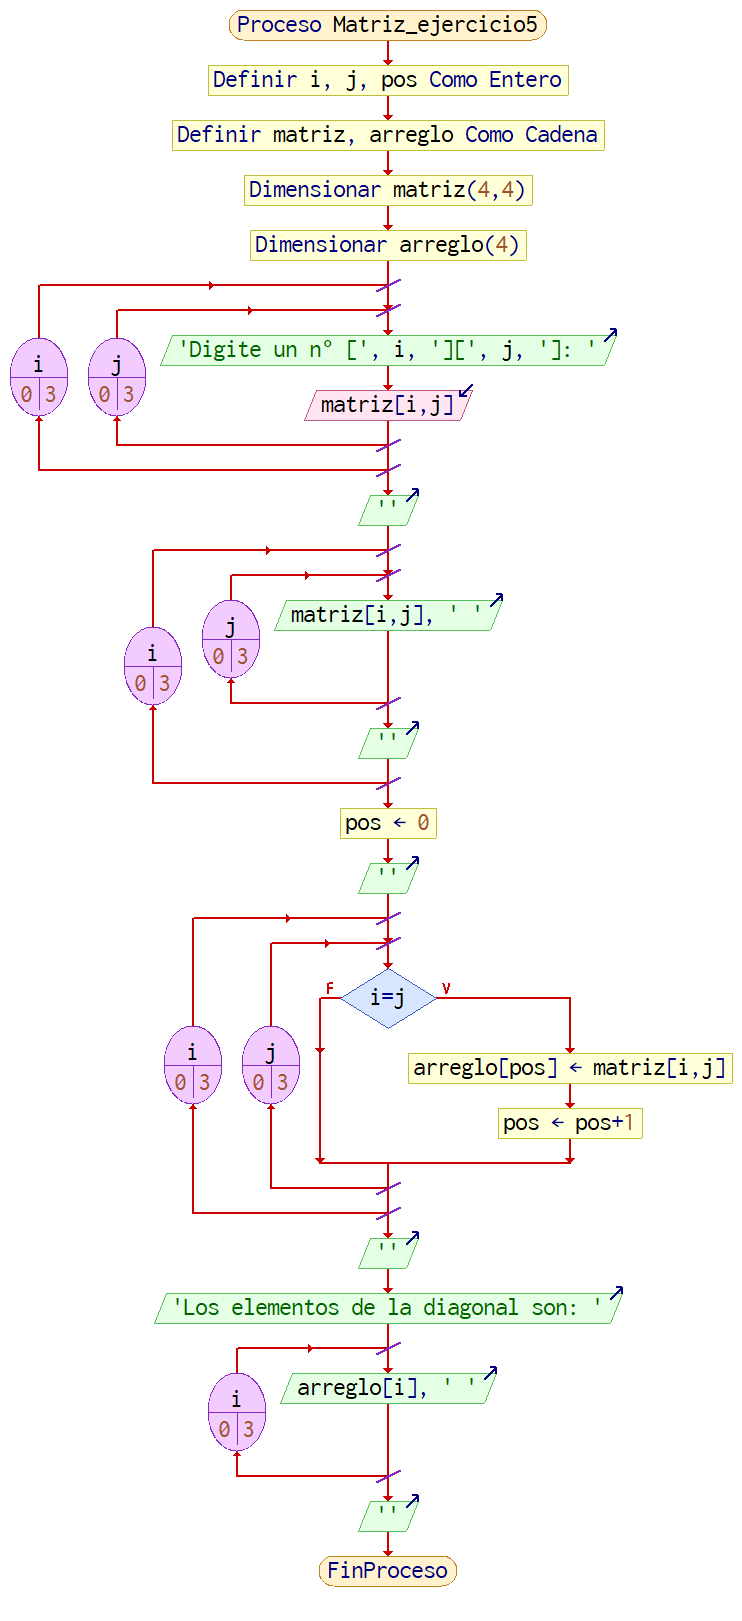 Proceso Matriz_ejercicio5
Definir i, j, pos Como Entero
Definir matriz, arreglo Como Cadena
Dimensionar matriz(4,4)
Dimensionar arreglo(4)
i
0 3
j
0 3
'Digite un n° [', i, '][', j, ']: '
matriz[i,j]
''
i
0 3
j
0 3
matriz[i,j], ' '
''
pos ← 0
''
i
0 3
j
0 3
F
i=j
V
arreglo[pos] ← matriz[i,j]
pos ← pos+1
''
'Los elementos de la diagonal son: '
i
0 3
arreglo[i], ' '
''
FinProceso